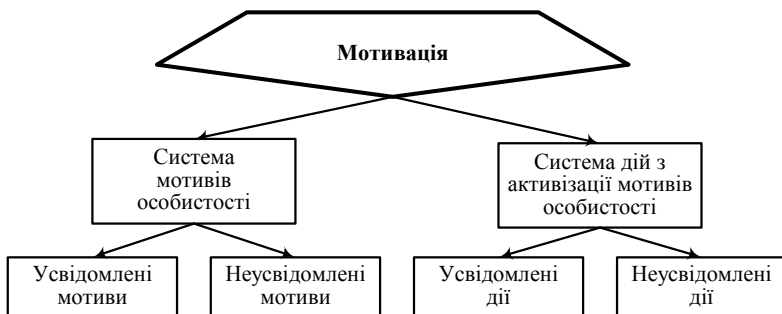 Мотивація
Система
мотивів
особистості
Система дій з
активізації мотивів
особистості
Усвідомлені
мотиви
Неусвідомлені
мотиви
Усвідомлені
дії
Неусвідомлені
дії